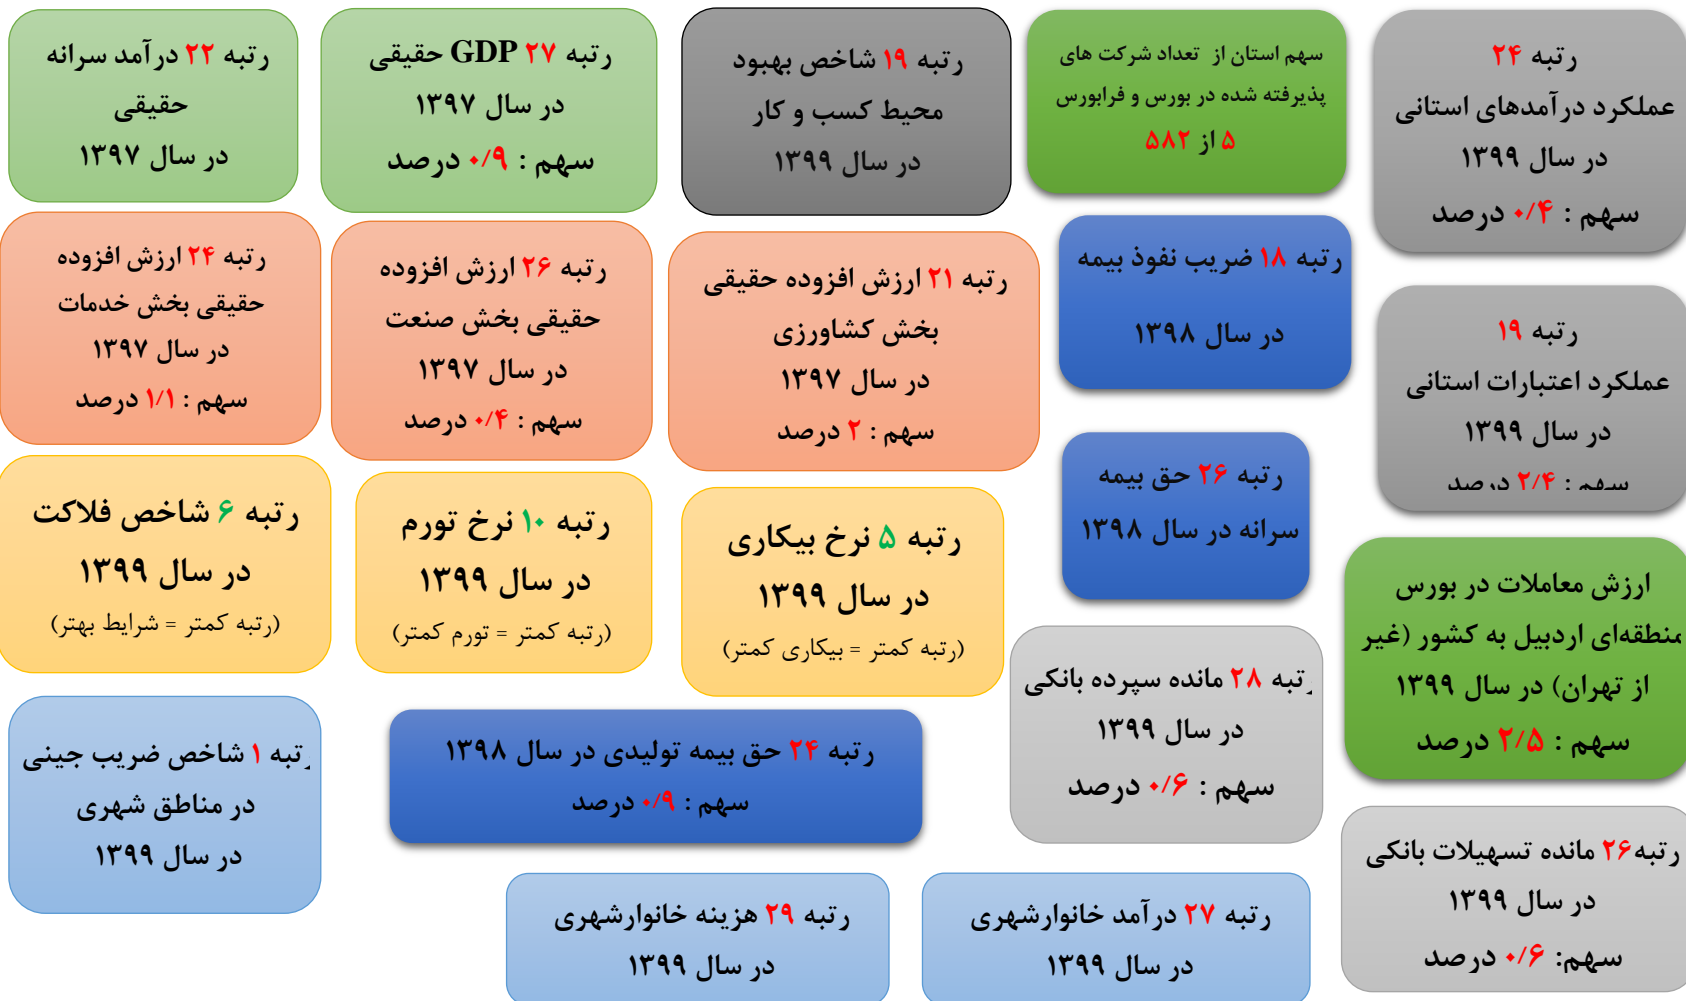 رتبه ۲۴
عملکرد درآمدهای استانی
در سال ۱۳۹۹
سهم : ۰/۴ درصد
سهم استان از تعداد شرکت های
پذیرفته شده در بورس و فرابورس
۵ از ۵۸۲
رتبه ۱۹ شاخص بهبود
محیط کسب و کار
در سال ۱۳۹۹
رتبه ۲۷ GDP حقیقی
در سال ۱۳۹۷
سهم : ۰/۹ درصد
رتبه ۲۲ درآمد سرانه
حقیقی
در سال ۱۳۹۷
رتبه ۱۹
عملکرد اعتبارات استانی
در سال ۱۳۹۹
سهم : ۲/۴ درصد
رتبه ۱۸ ضریب نفوذ بیمه
در سال ۱۳۹۸
رتبه ۲۱ ارزش افزوده حقیقی
بخش کشاورزی
در سال ۱۳۹۷
سهم : ۲ درصد
رتبه ۲۶ ارزش افزوده
حقیقی بخش صنعت
در سال ۱۳۹۷
سهم : ۰/۴ درصد
رتبه ۲۴ ارزش افزوده
حقیقی بخش خدمات
در سال ۱۳۹۷
سهم : ۱/۱ درصد
رتبه ۲۶ حق بیمه
سرانه در سال ۱۳۹۸
رتبه ۵ نرخ بیکاری
در سال ۱۳۹۹
(رتبه کمتر = بیکاری کمتر)
رتبه ۱۰ نرخ تورم
در سال ۱۳۹۹
(رتبه کمتر = تورم کمتر)
رتبه ۶ شاخص فلاکت
در سال ۱۳۹۹
(رتبه کمتر = شرایط بهتر)
ارزش معاملات در بورس
منطقه‌ای اردبیل به کشور (غیر
از تهران) در سال ۱۳۹۹
سهم : ۲/۵ درصد
رتبه ۲۸ مانده سپرده بانکی
در سال ۱۳۹۹
سهم : ۰/۶ درصد
رتبه ۲۴ حق بیمه تولیدی در سال ۱۳۹۸
سهم : ۰/۹ درصد
رتبه ۱ شاخص ضریب جینی
در مناطق شهری
در سال ۱۳۹۹
رتبه۲۶ مانده تسهیلات بانکی
در سال ۱۳۹۹
سهم: ۰/۶ درصد
رتبه ۲۷ درآمد خانوارشهری
در سال ۱۳۹۹
رتبه ۲۹ هزینه خانوارشهری
در سال ۱۳۹۹